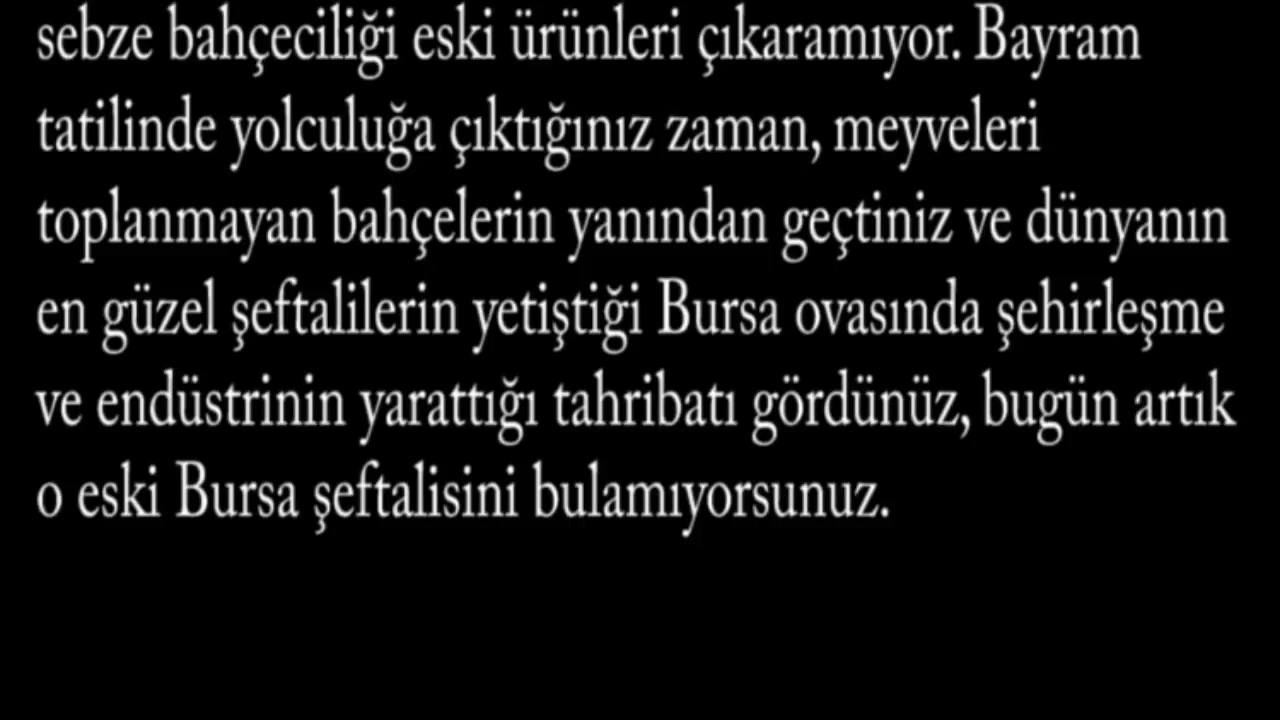 sebze bahçeciliği eski ürünleri çıkaramıyor. Bayram
tatilinde yolculuğa çıktığınız zaman, meyveleri
toplanmayan bahçelerin yanından geçtiniz ve dünyanın
en güzel şeftalilerin yetiştiği Bursa ovasında şehirleşme
ve endüstrinin yarattığı tahribatı gördünüz, bugün artık
o eski Bursa şeftalisini bulamıyorsunuz.